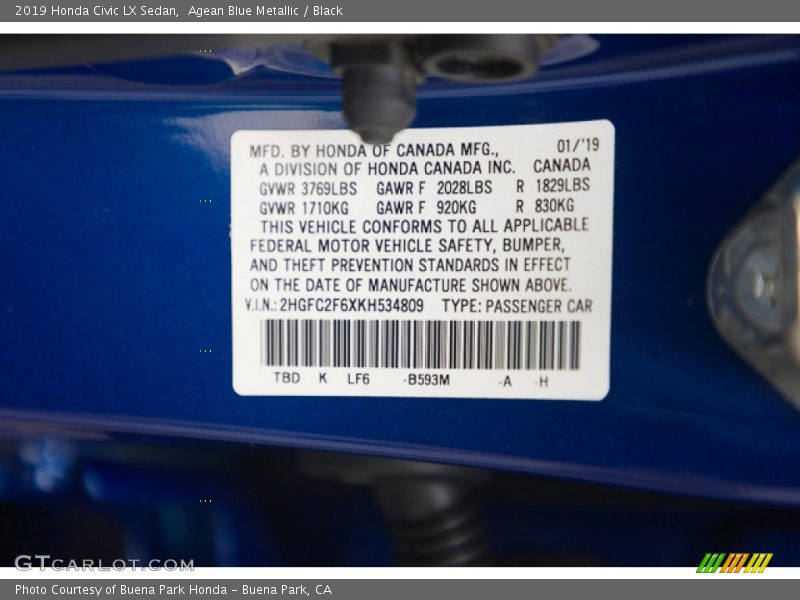 2019 Honda Civic LX Sedan,  Agean Blue Metallic / Black
MFD. BY HONDA OF CANADA MFG., 01/'19
A DIVISION OF HONDA CANADA INC. CANADA
GVWR 3769LBS GAWR F 2028LBS R 1829LBS
GVWR 1710KG GAWR F 920KG R 830KG
THIS VEHICLE CONFORMS TO ALL APPLICABLE
FEDERAL MOTOR VEHICLE SAFETY, BUMPER,
AND THEFT PREVENTION STANDARDS IN EFFECT
ON THE DATE OF MANUFACTURE SHOWN ABOVE.
V.I.N.: 2HGFC2F6XKH534809 TYPE: PASSENGER CAR
TBD K LF6 -B593M -A -H
GTCARLOT.COM
Photo Courtesy of Buena Park Honda - Buena Park, CA